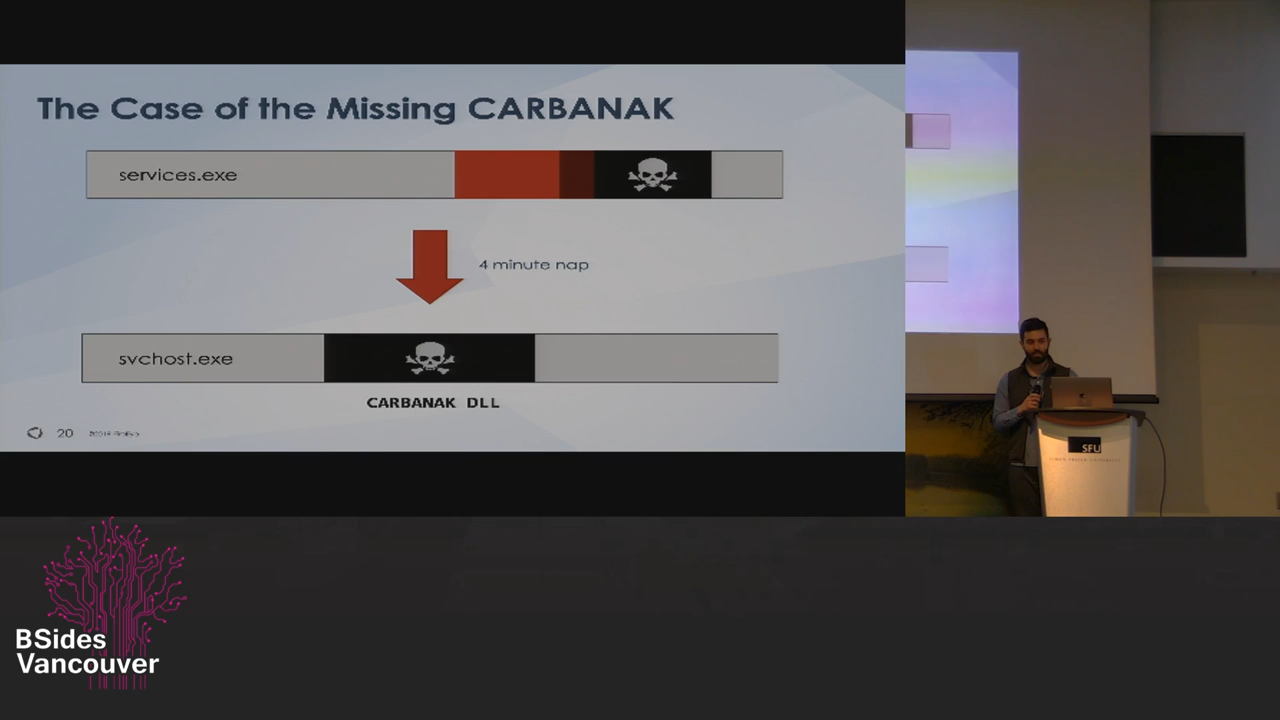 The Case of the Missing CARBANAK
services.exe
4 minute nap
svchost.exe
CARBANAK DLL
20
SFU
BSides
Vancouver